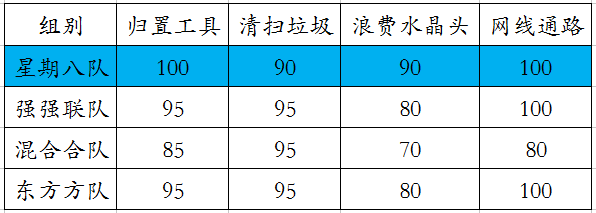 组别 归置工具 清扫垃圾 浪费水晶头 网线通路
星期八队 100 90 90 100
强强联队 95 95 80 100
混合合队 85 95 70 80
东方方队 95 95 80 100